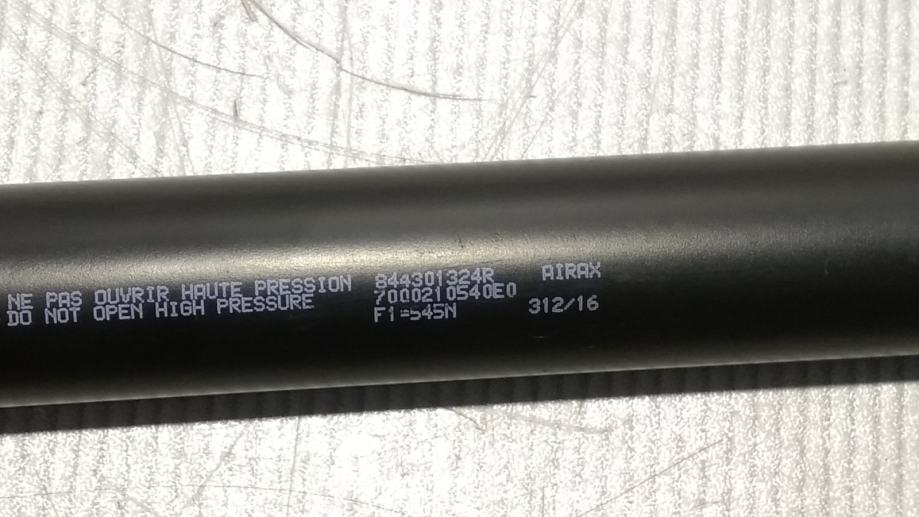 NE PAS OUVRIR HAUTE PRESSION 844301324R AIRAX
DO NOT OPEN HIGH PRESSURE 7000210540E0
F1=545N 312/16